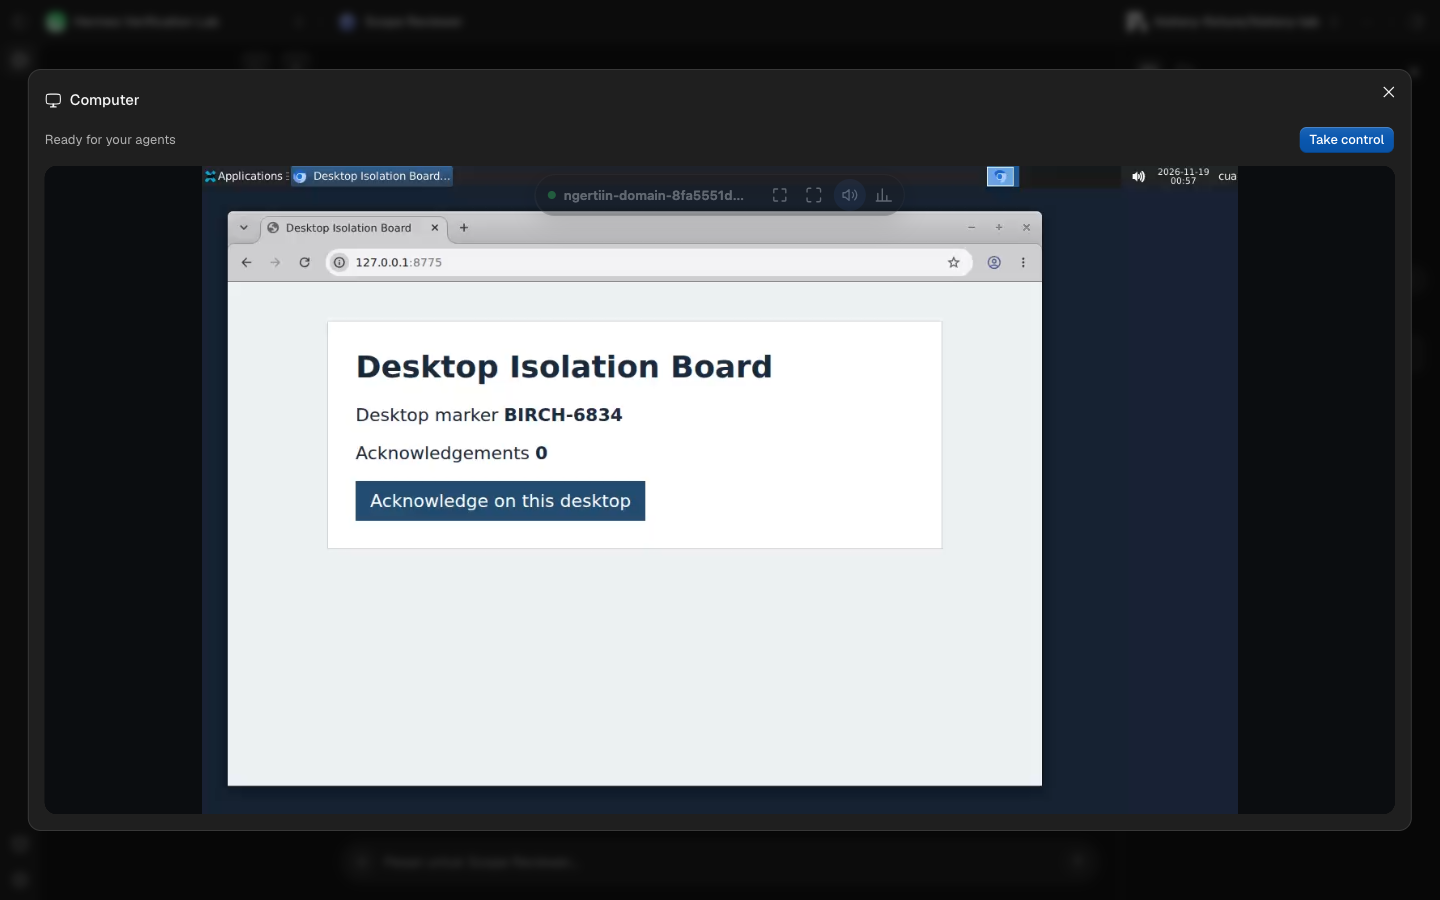 Computer
Ready for your agents
Take control
Applications
Desktop Isolation Board...
2026-11-19
00:57
cua
ngertiin-domain-8fa5551d...
Desktop Isolation Board
127.0.0.1:8775
Desktop Isolation Board
Desktop marker BIRCH-6834
Acknowledgements 0
Acknowledge on this desktop